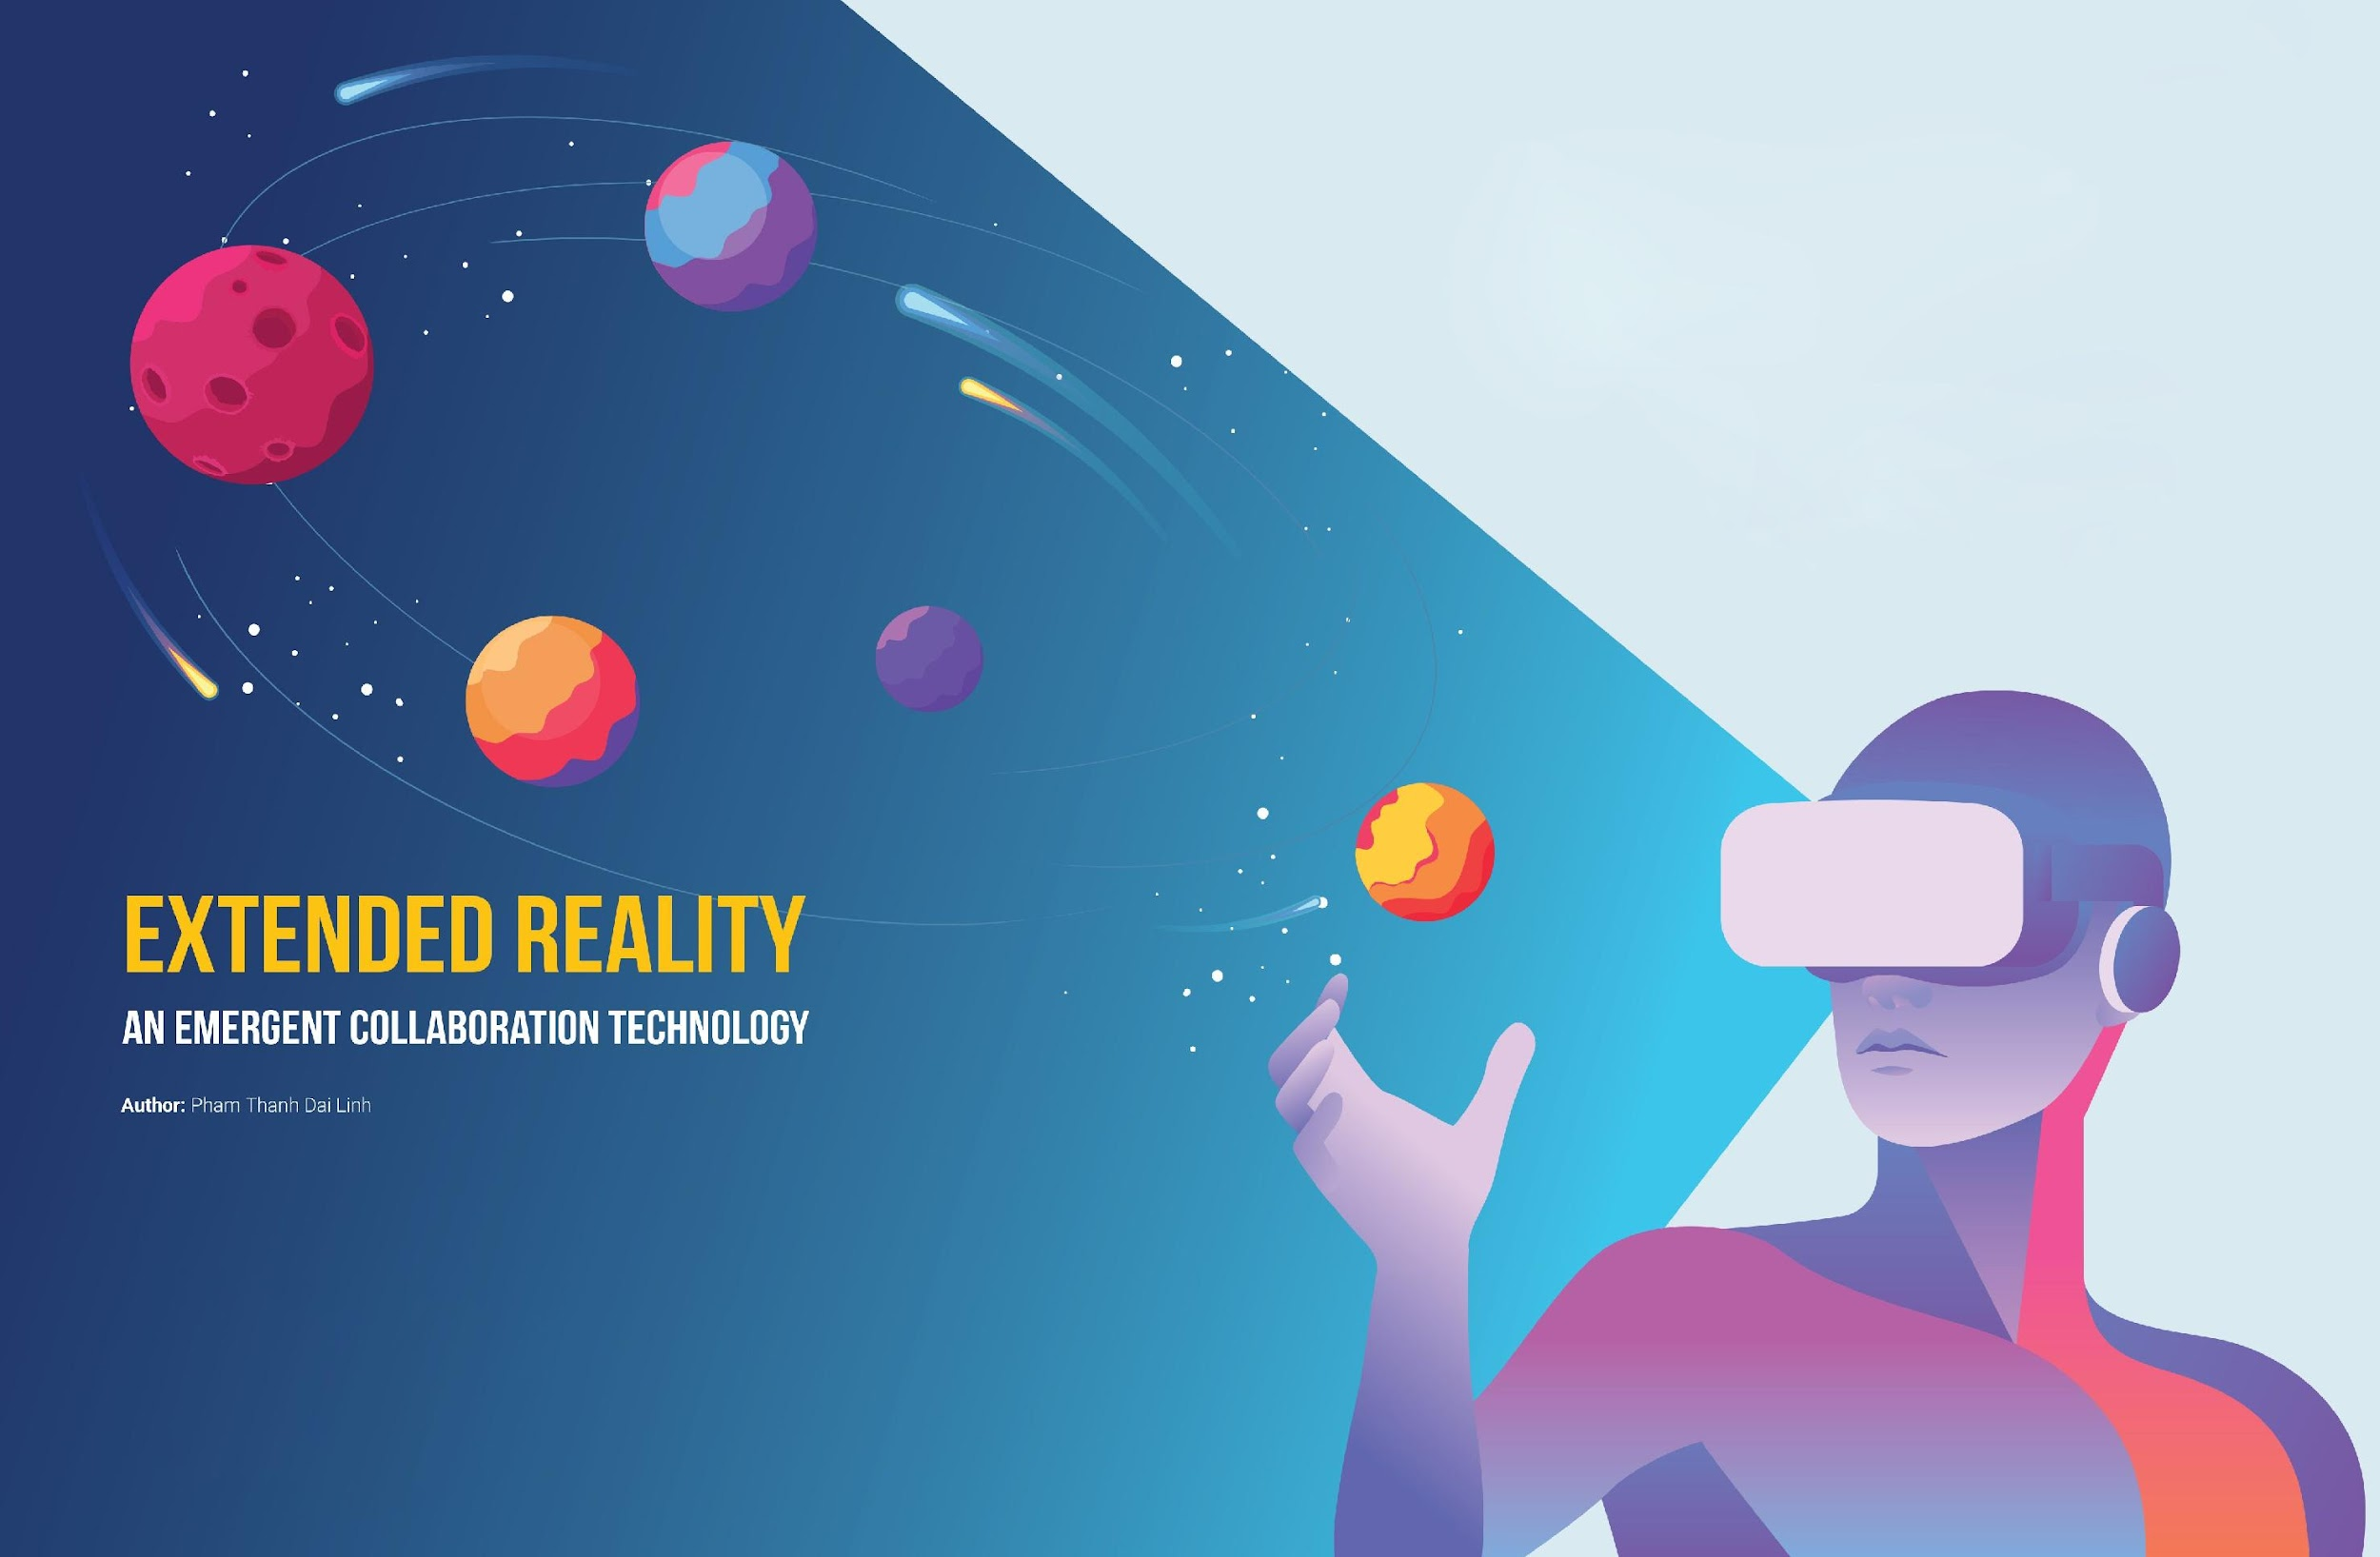 EXTENDED REALITY
AN EMERGENT COLLABORATION TECHNOLOGY
Author: Pham Thanh Dai Linh